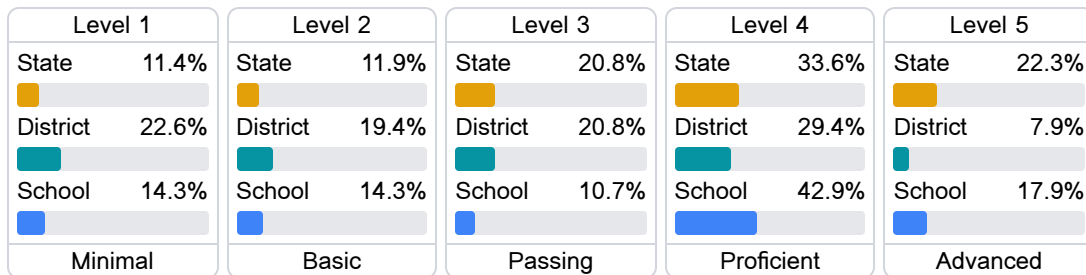 Level 1
State 11.4%
District 22.6%
School 14.3%
Minimal
Level 2
State 11.9%
District 19.4%
School 14.3%
Basic
Level 3
State 20.8%
District 20.8%
School 10.7%
Passing
Level 4
State 33.6%
District 29.4%
School 42.9%
Proficient
Level 5
State 22.3%
District 7.9%
School 17.9%
Advanced